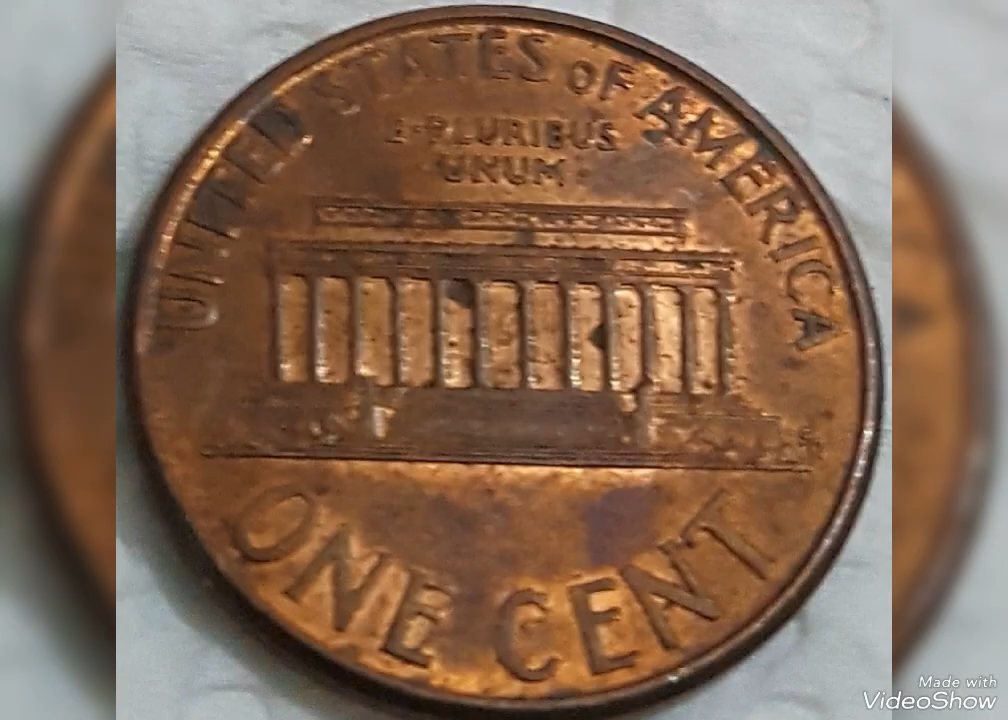 UNITED STATES OF AMERICA
E·PLURIBUS
UNUM·
ONE CENT
Made with
VideoShow